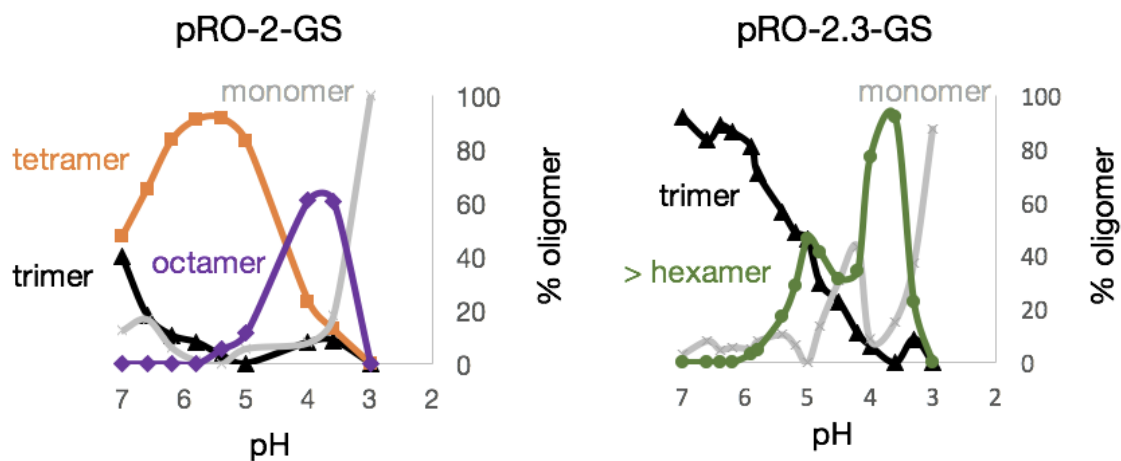 pRO-2-GS
monomer
tetramer
octamer
trimer
100
80
60
40
20
0
% oligomer
7 6 5 4 3 2
pH
pRO-2.3-GS
monomer
trimer
> hexamer
100
80
60
40
20
0
% oligomer
7 6 5 4 3 2
pH